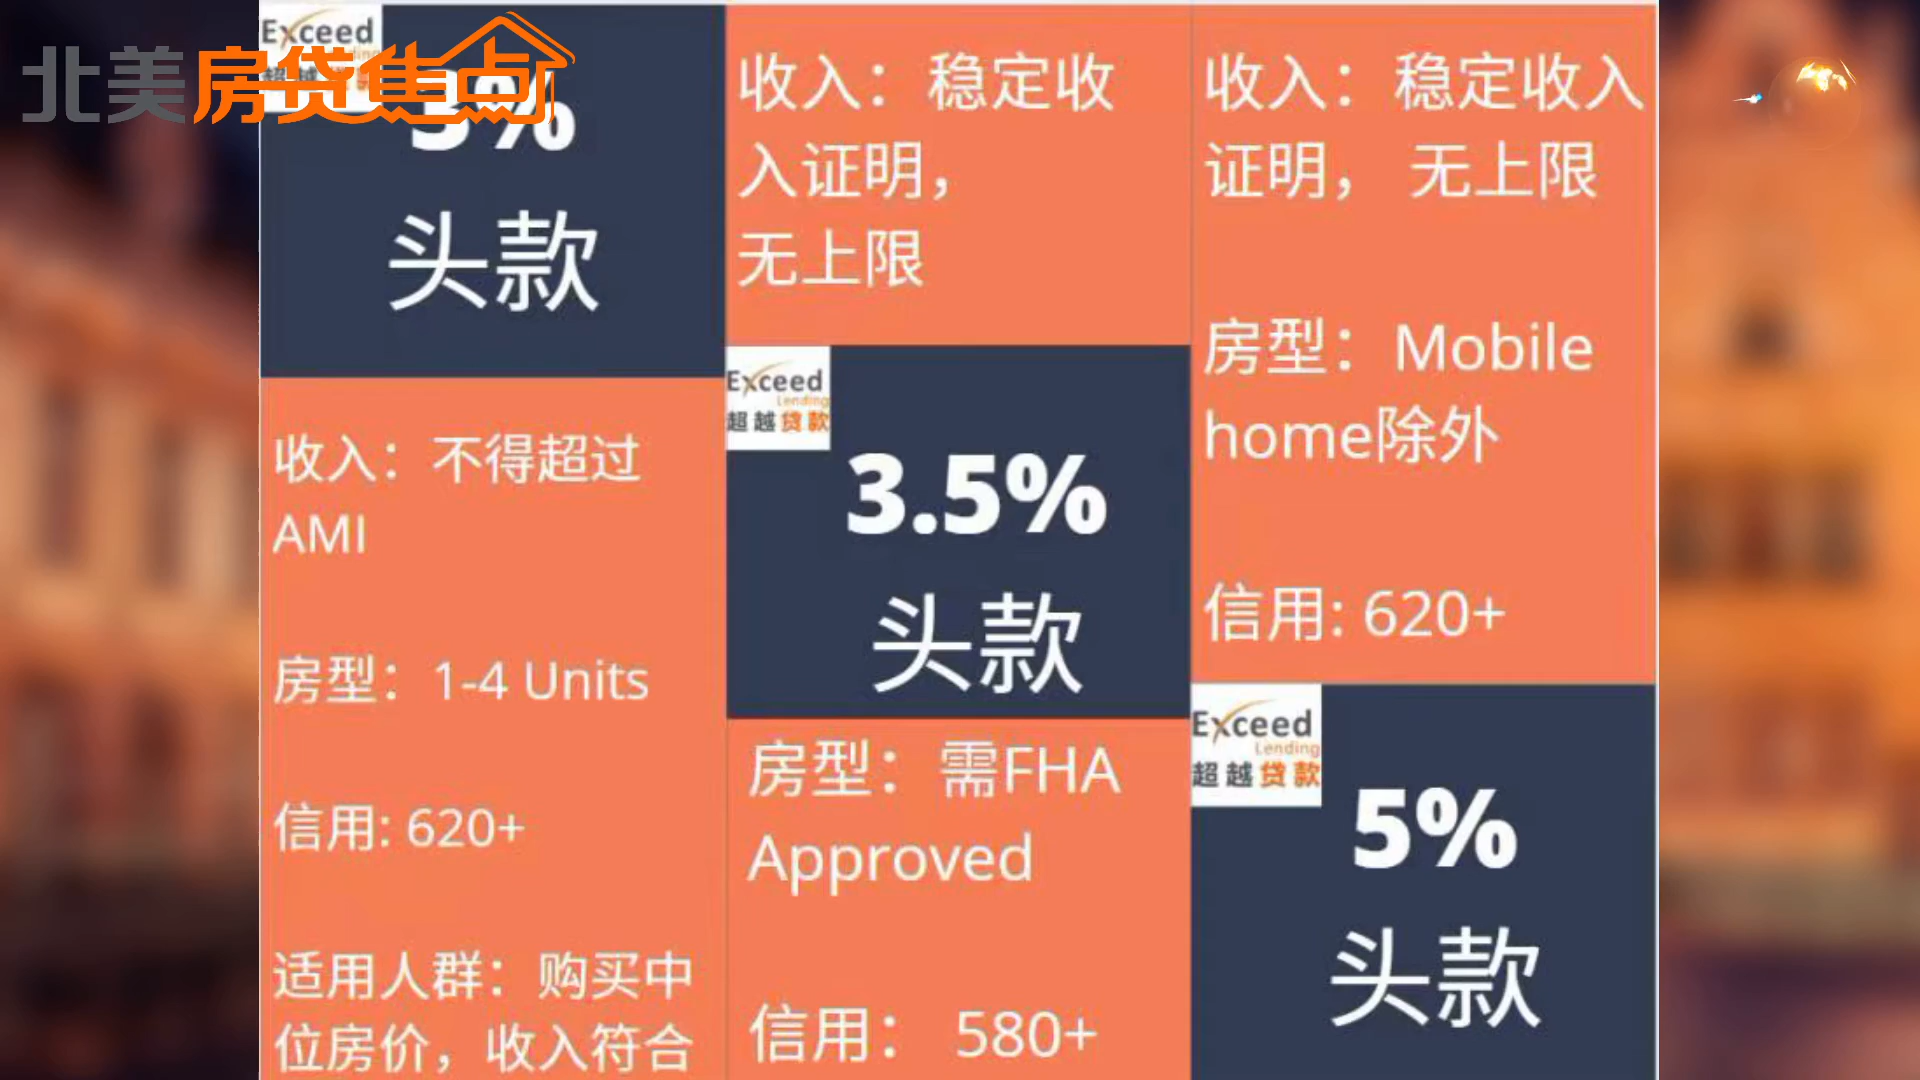 北美房贷焦点
Exceed
3%
头款
收入：不得超过
AMI
房型：1-4 Units
信用: 620+
适用人群：购买中
位房价，收入符合
收入：稳定收
入证明，
无上限
Exceed
Lending
超越贷款
3.5%
头款
房型：需FHA
Approved
信用： 580+
收入：稳定收入
证明， 无上限
房型：Mobile
home除外
信用: 620+
Exceed
Lending
超越贷款
5%
头款